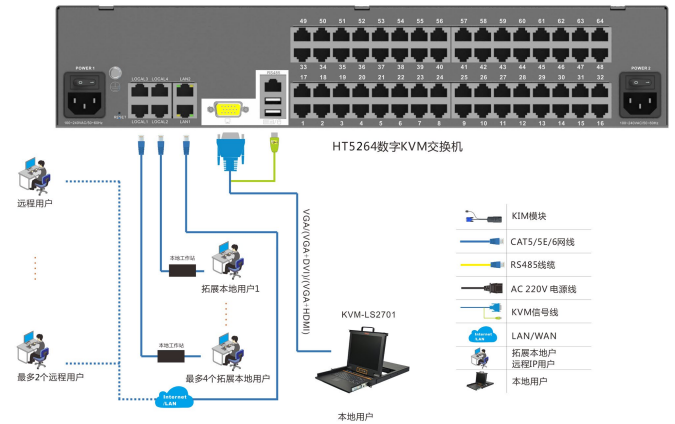 49 50 51 52 53 54 55 56 57 58 59 60 61 62 63 64
33 34 35 36 37 38 39 40 41 42 43 44 45 46 47 48
17 18 19 20 21 22 23 24 25 26 27 28 29 30 31 32
1 2 3 4 5 6 7 8 9 10 11 12 13 14 15 16
POWER 1
POWER 2
LOCAL3 LOCAL4 LAN2
LOCAL1 LOCAL2 LAN1
RESET
HT5264数字KVM交换机
远程用户
本地工作站
拓展本地用户1
VGA/(VGA+DVI)/(VGA+HDMI)
KVM-LS2701
本地工作站
最多2个远程用户
最多4个拓展本地用户
Internet
/LAN
本地用户
KIM模块
CAT5/5E/6网线
RS485线缆
AC 220V 电源线
KVM信号线
LAN/WAN
拓展本地户
远程IP用户
本地用户